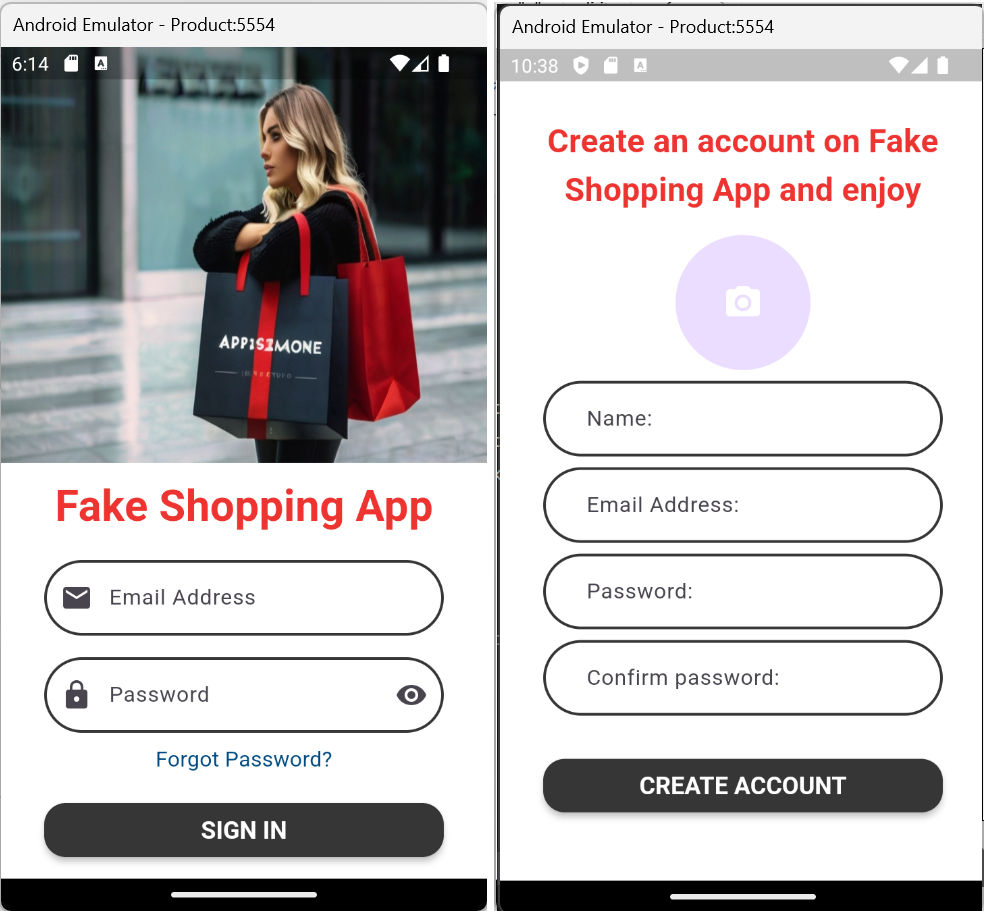 Android Emulator - Product:5554
6:14
Fake Shopping App
Email Address
Password
Forgot Password?
SIGN IN
Android Emulator - Product:5554
10:38
Create an account on Fake
Shopping App and enjoy
Name:
Email Address:
Password:
Confirm password:
CREATE ACCOUNT